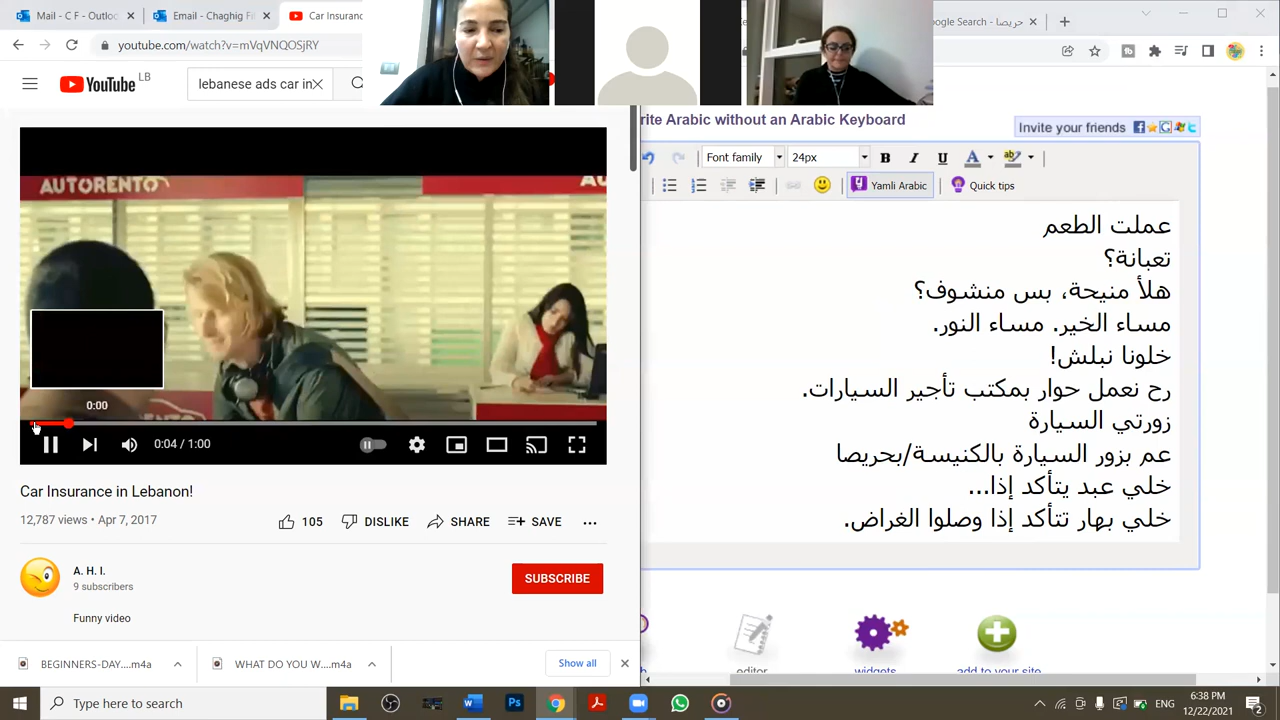 Mail - C F - Outloo
Email - Chaghig F
Car Insuranc
oogle Search - حريصا
youtube.com/watch?v=mVqVNQOSjRY
YouTube LB
lebanese ads car in
rite Arabic without an Arabic Keyboard
Invite your friends
Font family
24px
B I U A
Yamli Arabic
Quick tips
AUTORENTO
AU
عملت الطعم
تعبانة؟
هلأ منيحة، بس منشوف؟
مساء الخير. مساء النور.
خلونا نبلش!
رح نعمل حوار بمكتب تأجير السيارات.
زورتي السيارة
عم بزور السيارة بالكنيسة/بحريصا
خلي عبد يتأكد إذا...
خلي بهار تتأكد إذا وصلوا الغراض.
0:00
0:04 / 1:00
Car Insurance in Lebanon!
12,787 views • Apr 7, 2017
105
DISLIKE
SHARE
SAVE
A. H. I.
9 subscribers
SUBSCRIBE
Funny video
editor
widgets
add to your site
BEGINNERS-DAY....m4a
WHAT DO YOU W....m4a
Show all
Type here to search
ENG
6:38 PM
12/22/2021
2